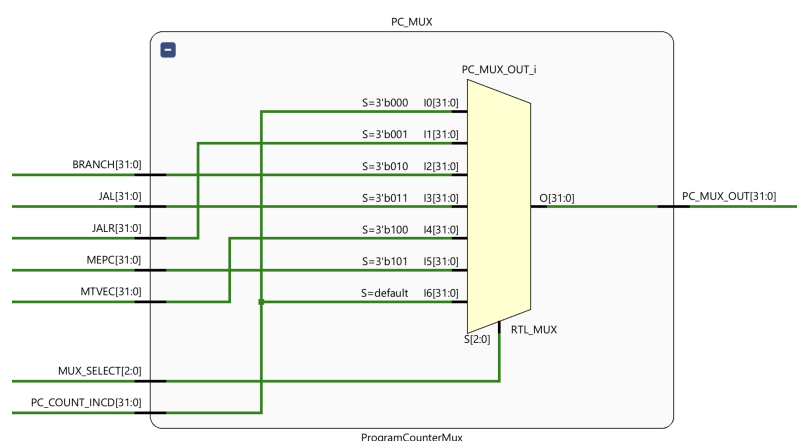 PC_MUX
PC_MUX_OUT_i
S=3'b000 I0[31:0]
S=3'b001 I1[31:0]
BRANCH[31:0] S=3'b010 I2[31:0]
JAL[31:0] S=3'b011 I3[31:0] O[31:0] PC_MUX_OUT[31:0]
JALR[31:0] S=3'b100 I4[31:0]
MEPC[31:0] S=3'b101 I5[31:0]
MTVEC[31:0] S=default I6[31:0]
S[2:0] RTL_MUX
MUX_SELECT[2:0]
PC_COUNT_INCD[31:0]
ProgramCounterMux